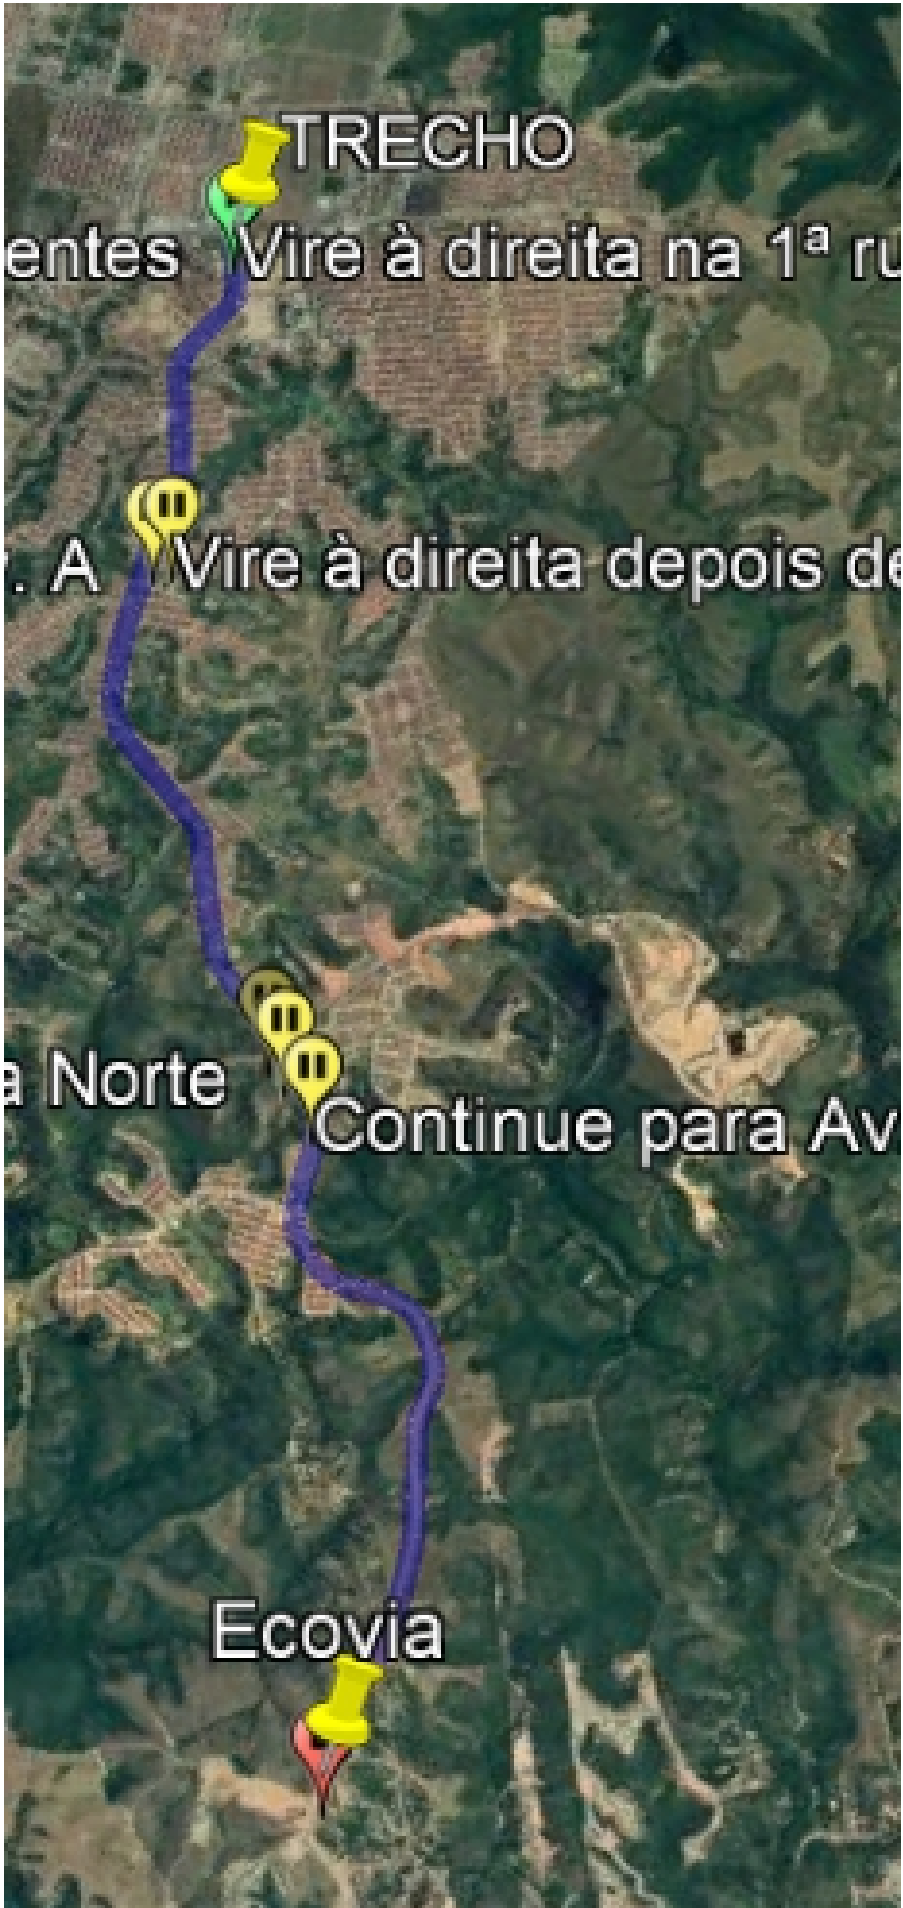 TRECHO
entes Vire à direita na 1ª ru
. A Vire à direita depois de
a Norte
Continue para Av.
Ecovia